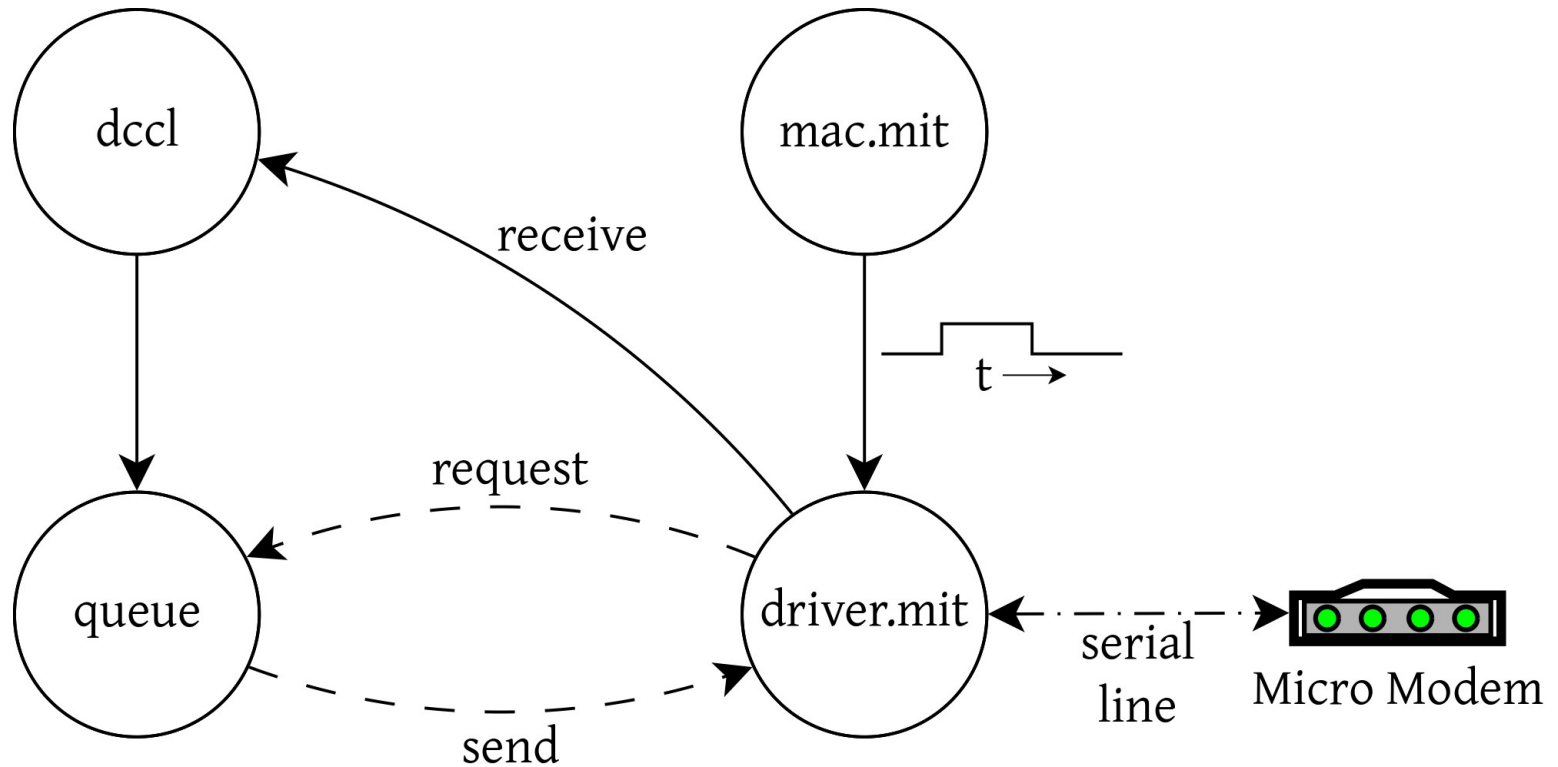 dccl
mac.mit
receive
t
request
queue
driver.mit
serial
line
Micro Modem
send